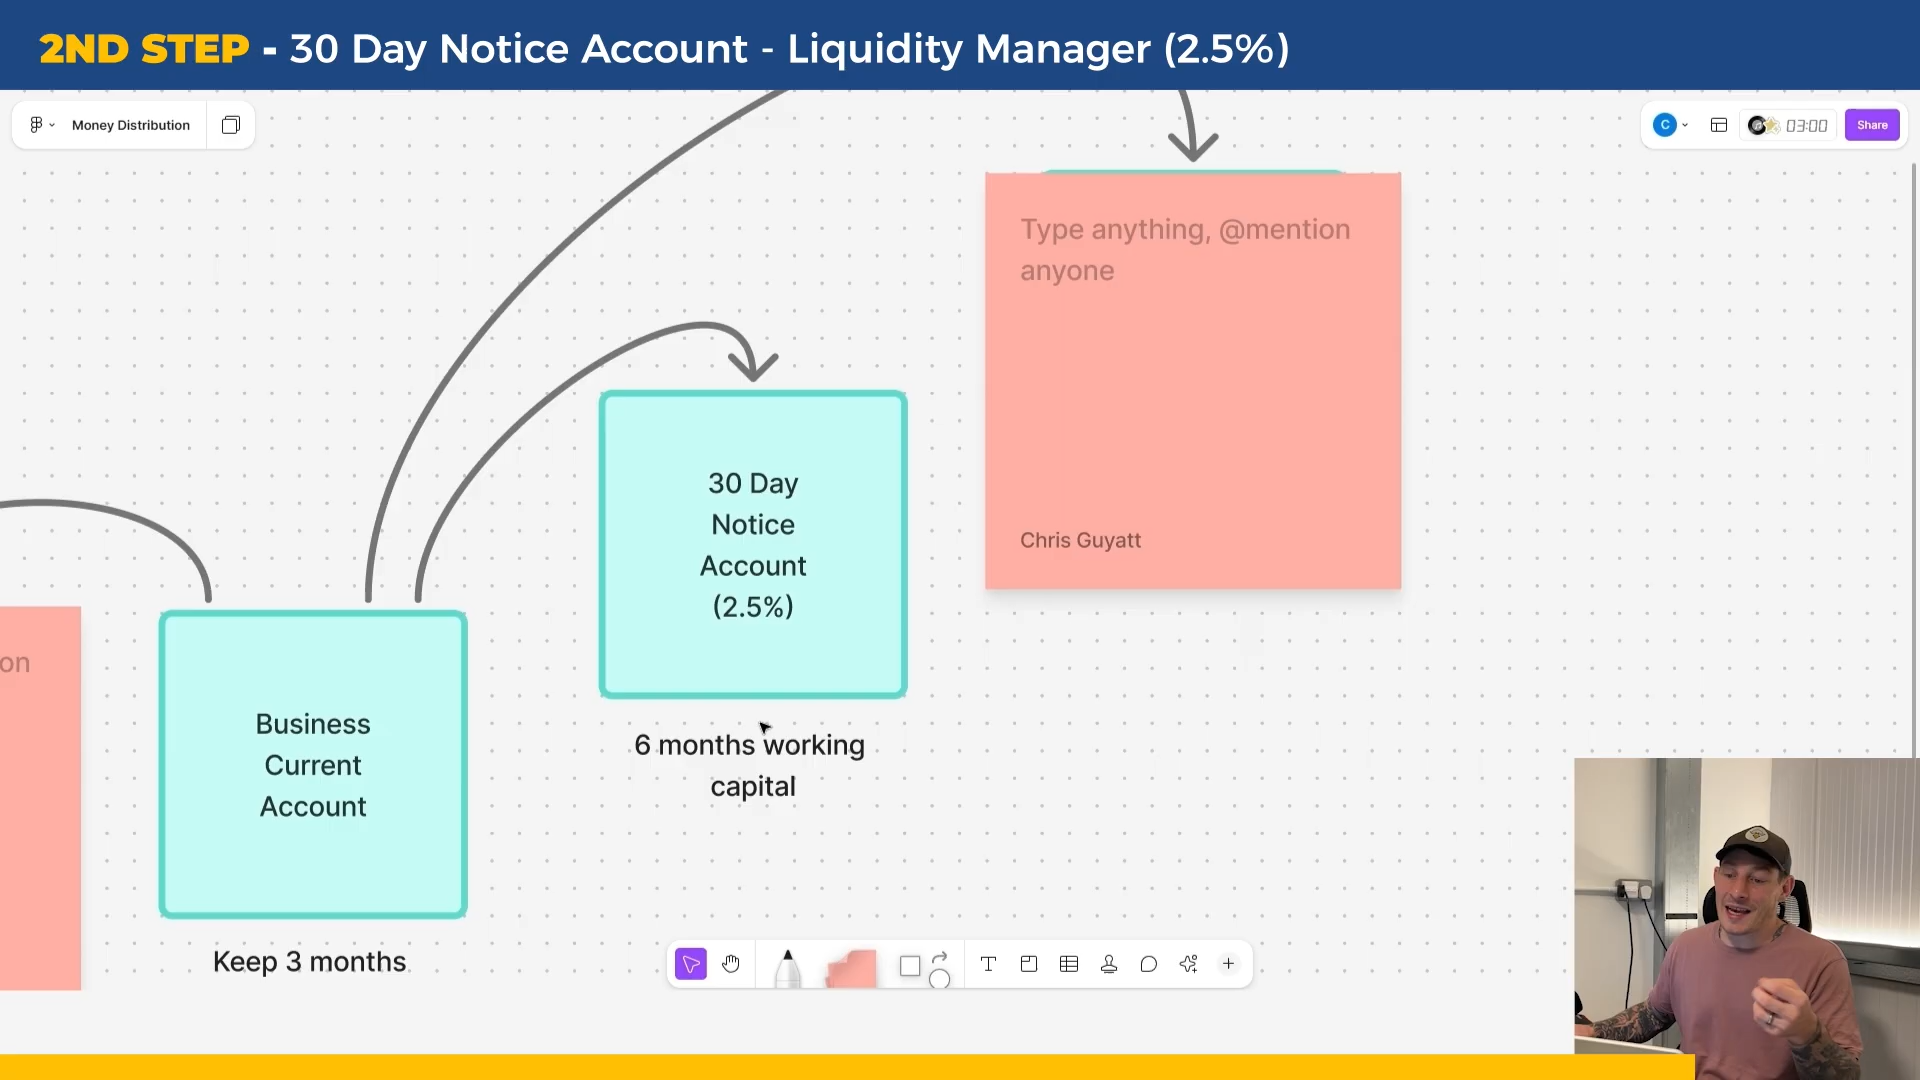 2ND STEP - 30 Day Notice Account - Liquidity Manager (2.5%)
Money Distribution
C
03:00
Share
Type anything, @mention
anyone
Chris Guyatt
30 Day
Notice
Account
(2.5%)
6 months working
capital
on
Business
Current
Account
Keep 3 months
T